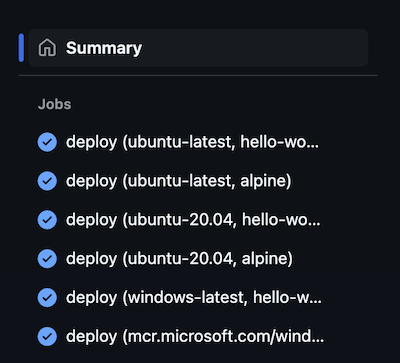 Summary
Jobs
deploy (ubuntu-latest, hello-wo...
deploy (ubuntu-latest, alpine)
deploy (ubuntu-20.04, hello-wo...
deploy (ubuntu-20.04, alpine)
deploy (windows-latest, hello-w...
deploy (mcr.microsoft.com/wind...